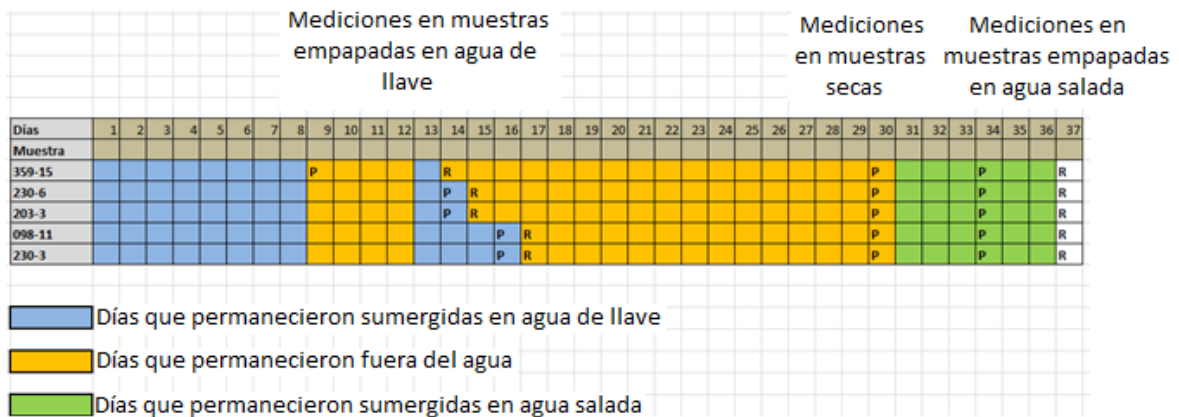 Mediciones en muestras
empapadas en agua de
llave
Mediciones
en muestras
secas
Mediciones en
muestras empapadas
en agua salada
Días 1 2 3 4 5 6 7 8 9 10 11 12 13 14 15 16 17 18 19 20 21 22 23 24 25 26 27 28 29 30 31 32 33 34 35 36 37
Muestra
359-15 P R P P R
230-6 P R P P R
203-3 P R P P R
098-11 P R P P R
230-3 P R P P R
Días que permanecieron sumergidas en agua de llave
Días que permanecieron fuera del agua
Días que permanecieron sumergidas en agua salada